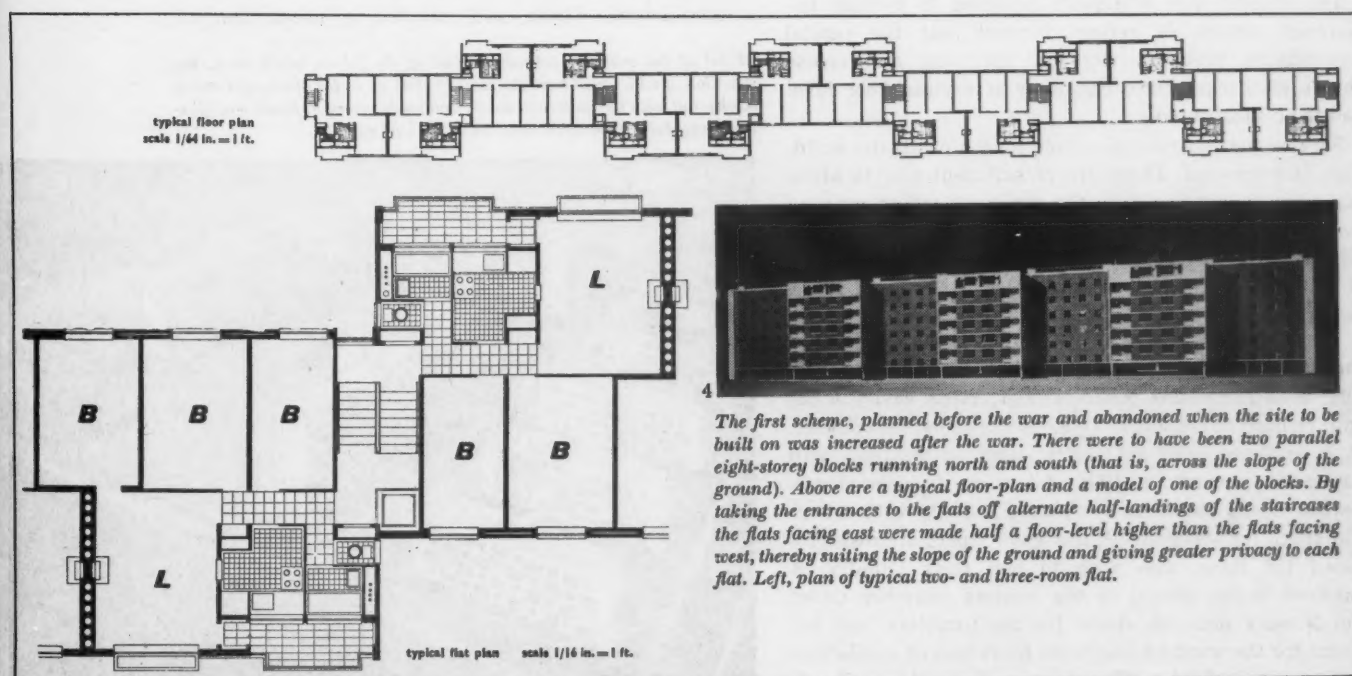 typical floor plan
scale 1/64 in. = 1 ft.
L
B B B
B B
L
typical flat plan scale 1/16 in. = 1 ft.
4
The first scheme, planned before the war and abandoned when the site to be
built on was increased after the war. There were to have been two parallel
eight-storey blocks running north and south (that is, across the slope of the
ground). Above are a typical floor-plan and a model of one of the blocks. By
taking the entrances to the flats off alternate half-landings of the staircases
the flats facing east were made half a floor-level higher than the flats facing
west, thereby suiting the slope of the ground and giving greater privacy to each
flat. Left, plan of typical two- and three-room flat.